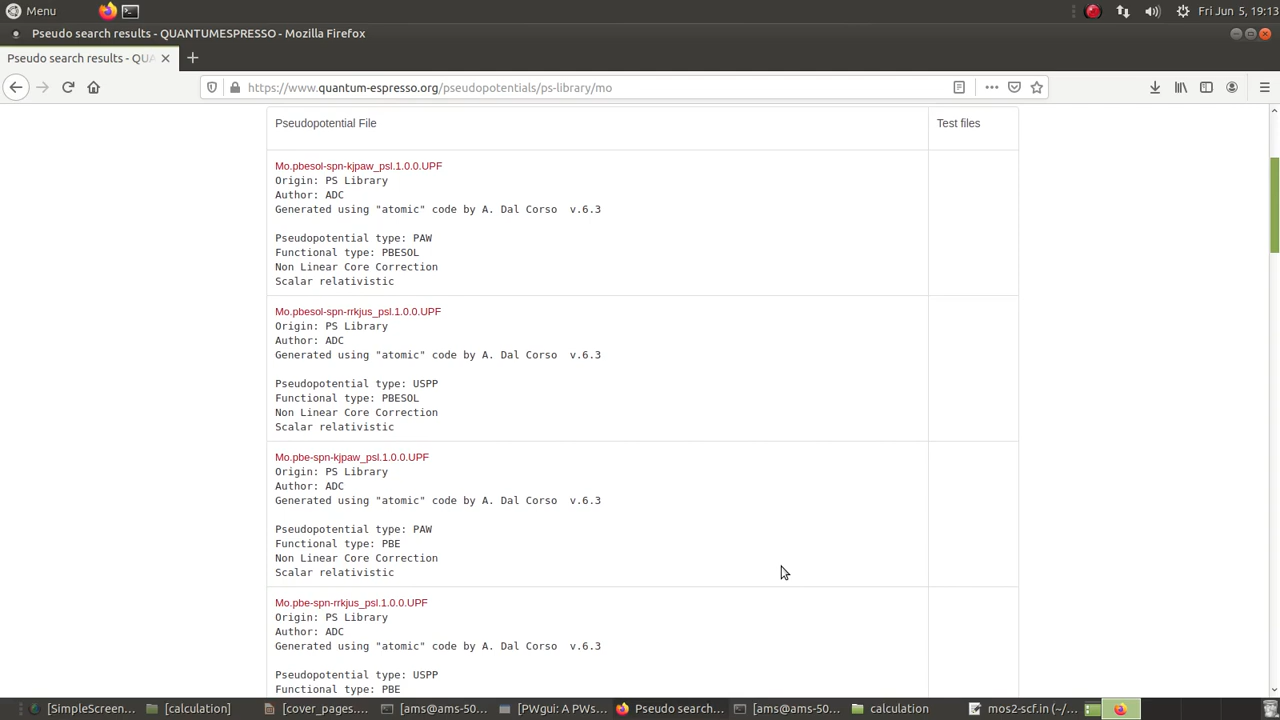 Menu
Fri Jun 5, 19:13
Pseudo search results - QUANTUMESPRESSO - Mozilla Firefox
Pseudo search results - QUA
https://www.quantum-espresso.org/pseudopotentials/ps-library/mo
Pseudopotential File
Test files
Mo.pbesol-spn-kjpaw_psl.1.0.0.UPF
Origin: PS Library
Author: ADC
Generated using "atomic" code by A. Dal Corso v.6.3
Pseudopotential type: PAW
Functional type: PBESOL
Non Linear Core Correction
Scalar relativistic
Mo.pbesol-spn-rrkjus_psl.1.0.0.UPF
Origin: PS Library
Author: ADC
Generated using "atomic" code by A. Dal Corso v.6.3
Pseudopotential type: USPP
Functional type: PBESOL
Non Linear Core Correction
Scalar relativistic
Mo.pbe-spn-kjpaw_psl.1.0.0.UPF
Origin: PS Library
Author: ADC
Generated using "atomic" code by A. Dal Corso v.6.3
Pseudopotential type: PAW
Functional type: PBE
Non Linear Core Correction
Scalar relativistic
Mo.pbe-spn-rrkjus_psl.1.0.0.UPF
Origin: PS Library
Author: ADC
Generated using "atomic" code by A. Dal Corso v.6.3
Pseudopotential type: USPP
Functional type: PBE
[SimpleScreen...
[calculation]
[cover_pages....
[ams@ams-50...
[PWgui: A PWs...
Pseudo search...
[ams@ams-50...
calculation
mos2-scf.in (~/...